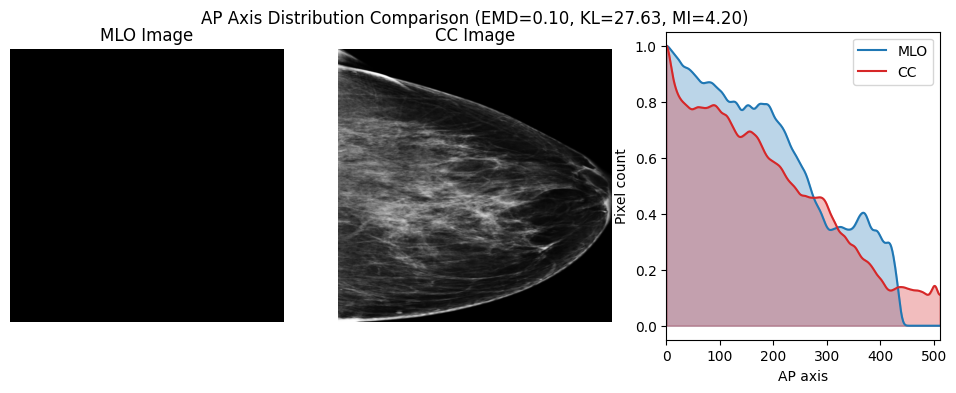 AP Axis Distribution Comparison (EMD=0.10, KL=27.63, MI=4.20)
MLO Image
CC Image
MLO
CC
Pixel count
1.0
0.8
0.6
0.4
0.2
0.0
0 100 200 300 400 500
AP axis